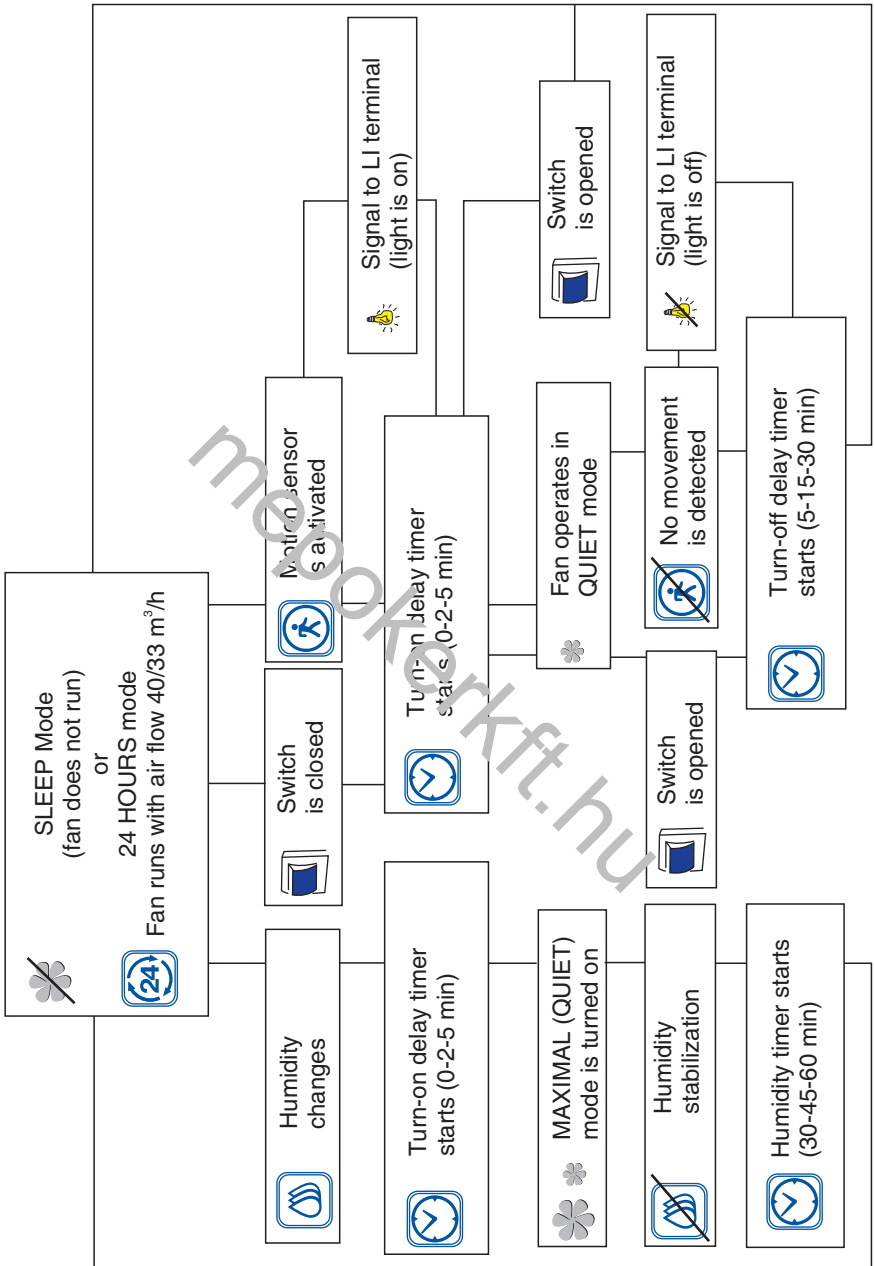 SLEEP Mode
(fan does not run)
or
24 HOURS mode
24
Fan runs with air flow 40/33 m³/h
Humidity
changes
Switch
is closed
Motion sensor
is activated
Signal to LI terminal
(light is on)
Turn-on delay timer
starts (0-2-5 min)
Turn-on delay timer
starts (0-2-5 min)
MAXIMAL (QUIET)
mode is turned on
Fan operates in
QUIET mode
Switch
is opened
Humidity
stabilization
Switch
is opened
No movement
is detected
Signal to LI terminal
(light is off)
Humidity timer starts
(30-45-60 min)
Turn-off delay timer
starts (5-15-30 min)
mepokerkft.hu